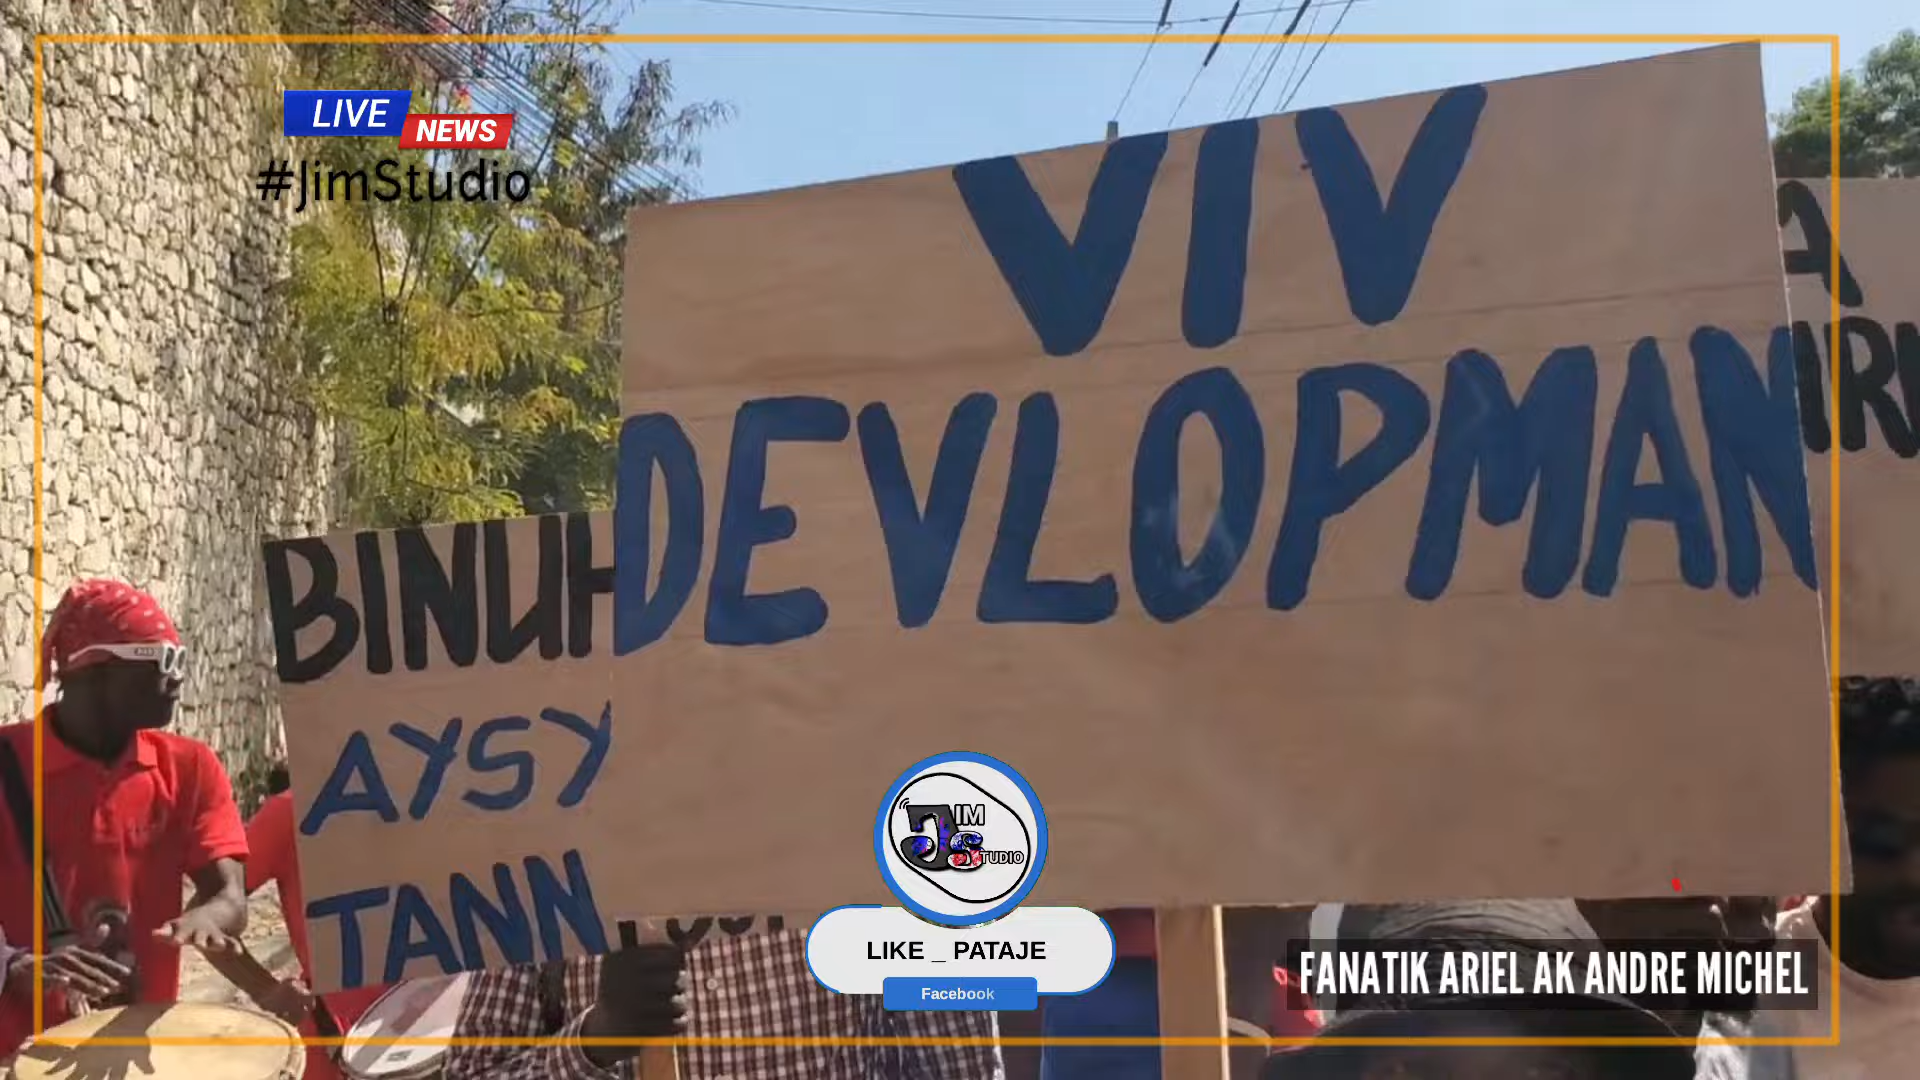 LIVE
NEWS
#JimStudio
VIV
DEVLOPMAN
BINUH
AYSY
TANN
A
JIM
STUDIO
LIKE _ PATAJE
Facebook
FANATIK ARIEL AK ANDRE MICHEL